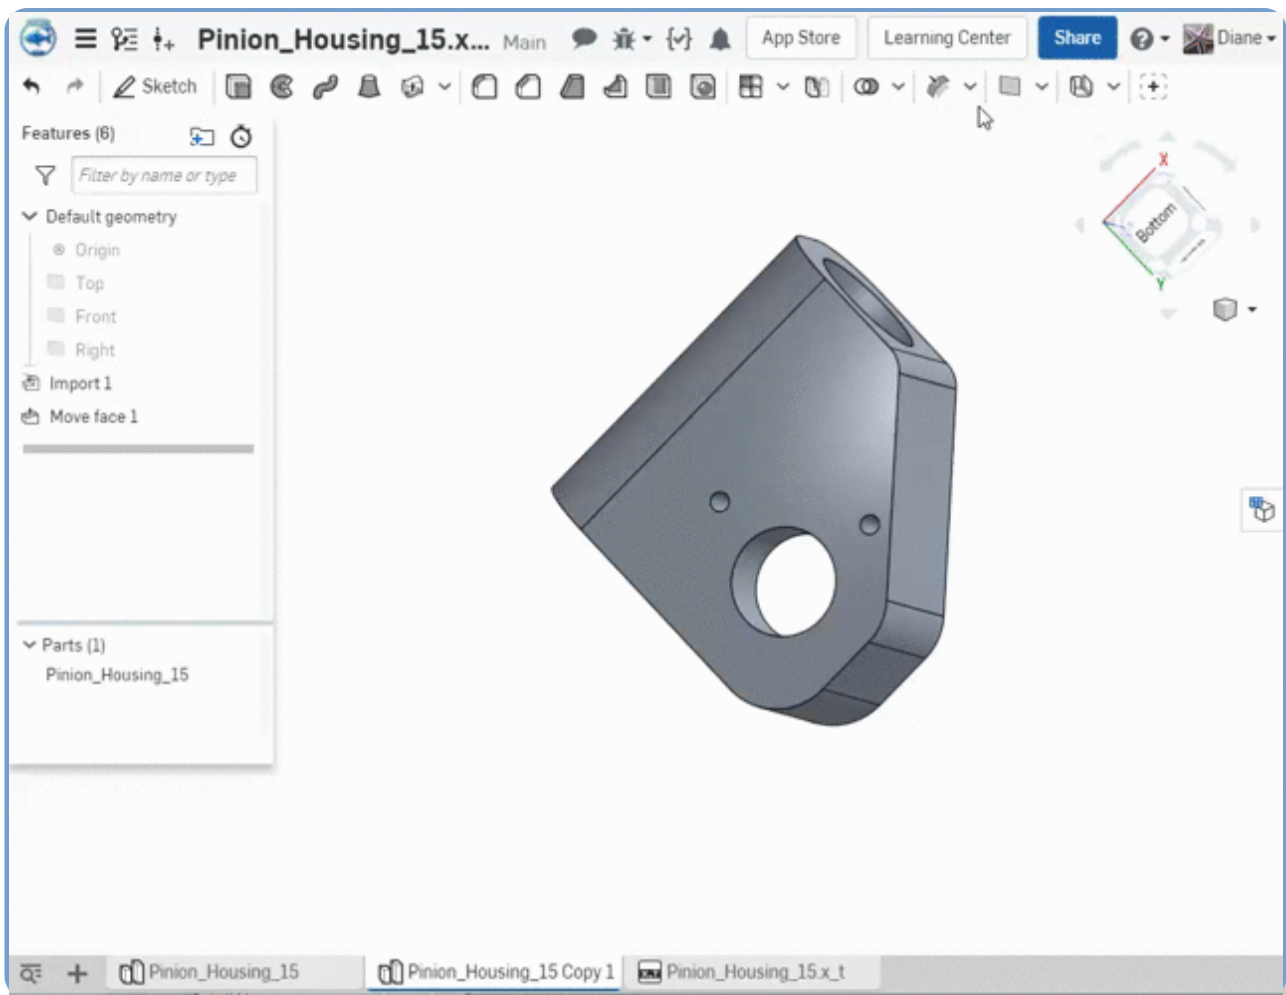 Pinion_Housing_15.x... Main App Store Learning Center Share Diane
Sketch
Features (6)
Filter by name or type
Default geometry
Origin
Top
Front
Right
Import 1
Move face 1
Parts (1)
Pinion_Housing_15
X
Bottom
Y
Pinion_Housing_15 Pinion_Housing_15 Copy 1 Pinion_Housing_15.x_t